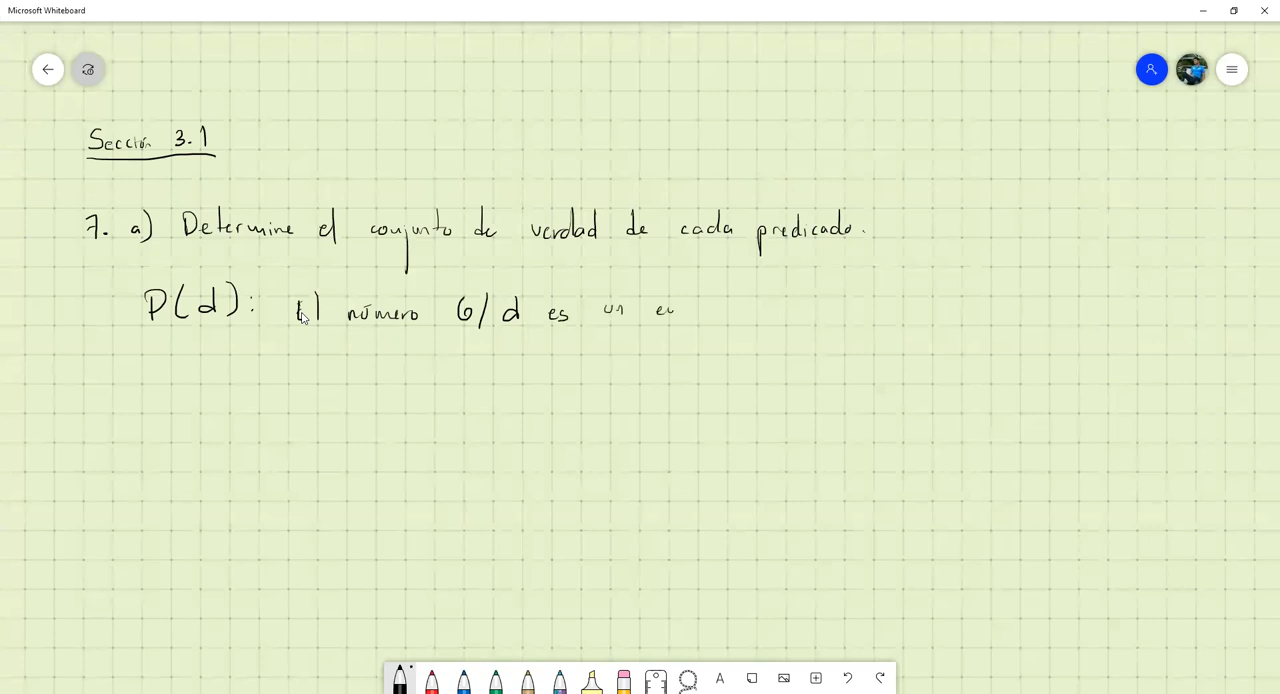 Microsoft Whiteboard
Sección 3.1
7. a) Determine el conjunto de verdad de cada predicado.
P(d): El número 6/d es un en